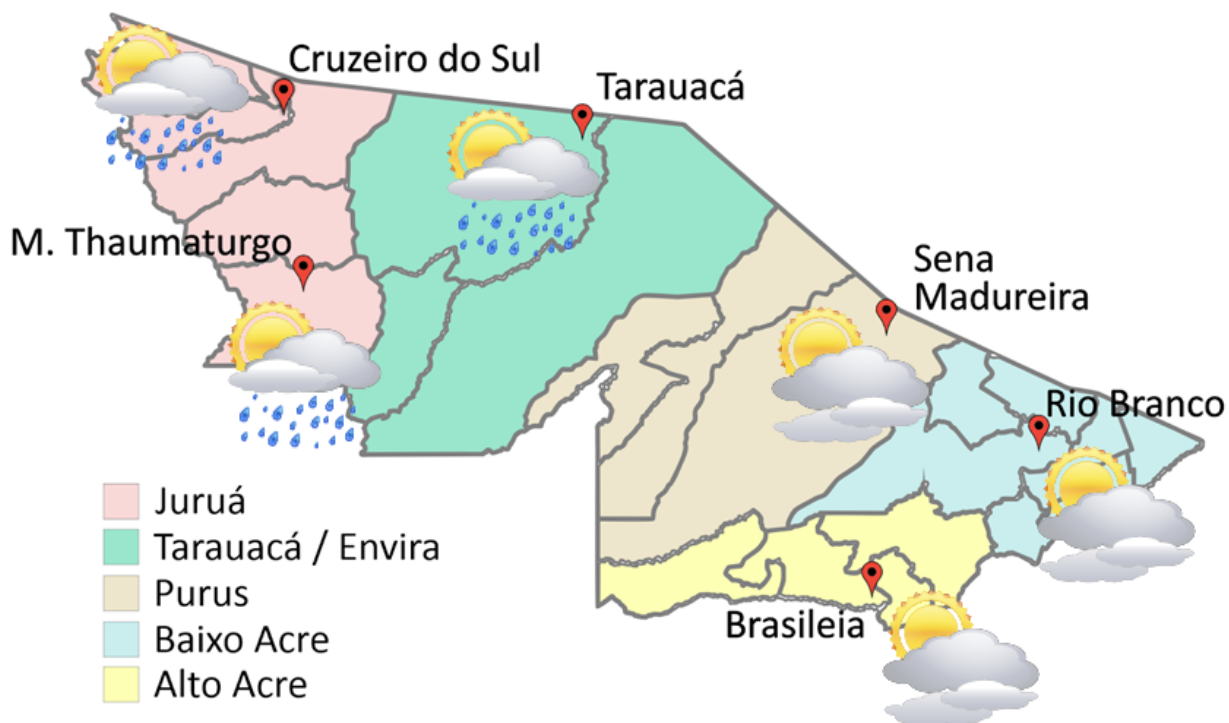 Cruzeiro do Sul
Tarauacá
M. Thaumaturgo
Sena
Madureira
Rio Branco
Brasileia
Juruá
Tarauacá / Envira
Purus
Baixo Acre
Alto Acre